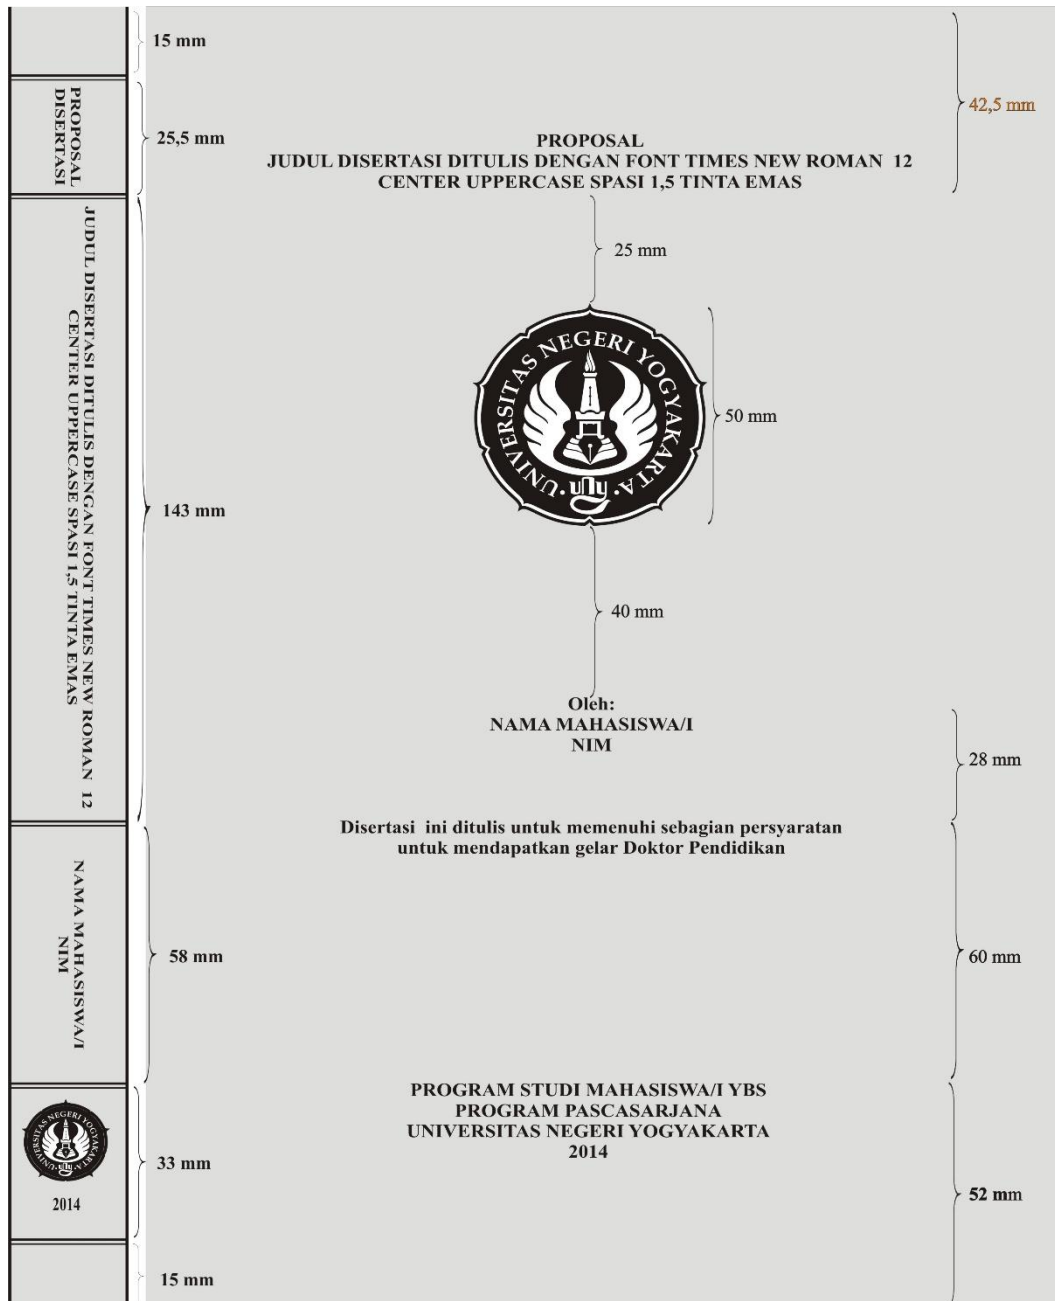 15 mm
PROPOSAL
DISERTASI
25,5 mm
JUDUL DISERTASI DITULIS DENGAN FONT TIMES NEW ROMAN 12
CENTER UPPERCASE SPASI 1,5 TINTA EMAS
143 mm
NAMA MAHASISWA/I
NIM
58 mm
UNIVERSITAS NEGERI YOGYAKARTA
uny
2014
33 mm
15 mm
42,5 mm
PROPOSAL
JUDUL DISERTASI DITULIS DENGAN FONT TIMES NEW ROMAN 12
CENTER UPPERCASE SPASI 1,5 TINTA EMAS
25 mm
UNIVERSITAS NEGERI YOGYAKARTA
uny
50 mm
40 mm
Oleh:
NAMA MAHASISWA/I
NIM
28 mm
Disertasi ini ditulis untuk memenuhi sebagian persyaratan
untuk mendapatkan gelar Doktor Pendidikan
60 mm
PROGRAM STUDI MAHASISWA/I YBS
PROGRAM PASCASARJANA
UNIVERSITAS NEGERI YOGYAKARTA
2014
52 mm